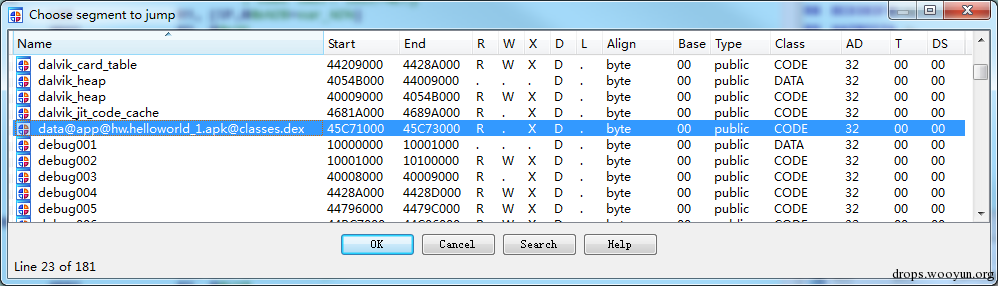 Choose segment to jump
Name Start End R W X D L Align Base Type Class AD T DS
dalvik_card_table 44209000 4428A000 R W X D . byte 00 public CODE 32 00 00
dalvik_heap 4054B000 44009000 . . . D . byte 00 public DATA 32 00 00
dalvik_heap 40009000 4054B000 R W X D . byte 00 public CODE 32 00 00
dalvik_jit_code_cache 4681A000 4689A000 R . X D . byte 00 public CODE 32 00 00
data@app@hw.helloworld_1.apk@classes.dex 45C71000 45C73000 R . X D . byte 00 public CODE 32 00 00
debug001 10000000 10001000 . . . D . byte 00 public DATA 32 00 00
debug002 10001000 10100000 R W X D . byte 00 public CODE 32 00 00
debug003 40008000 40009000 R . X D . byte 00 public CODE 32 00 00
debug004 4428A000 4428D000 R W X D . byte 00 public CODE 32 00 00
debug005 44796000 4479C000 R W X D . byte 00 public CODE 32 00 00
OK Cancel Search Help
Line 23 of 181
drops.wooyun.org